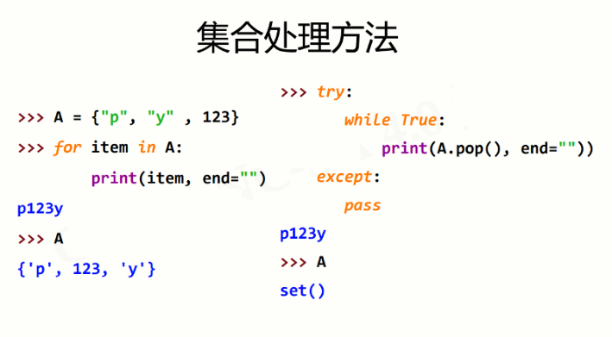 集合处理方法
>>> A = {"p", "y" , 123}
>>> for item in A:
print(item, end="")
p123y
>>> A
{'p', 123, 'y'}
>>> try:
while True:
print(A.pop(), end=""))
except:
pass
p123y
>>> A
set()